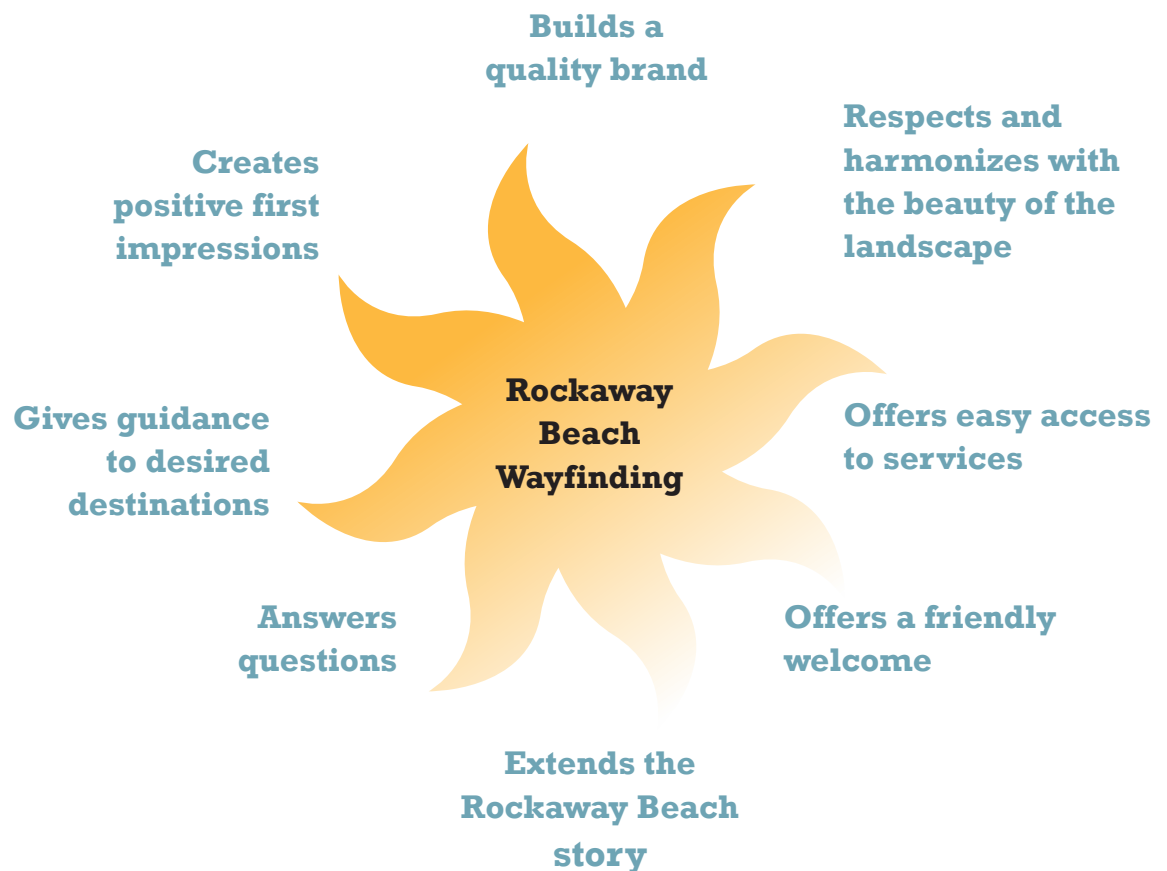 Builds a
quality brand
Respects and
harmonizes with
the beauty of the
landscape
Creates
positive first
impressions
Rockaway
Beach
Wayfinding
Offers easy access
to services
Gives guidance
to desired
destinations
Answers
questions
Offers a friendly
welcome
Extends the
Rockaway Beach
story